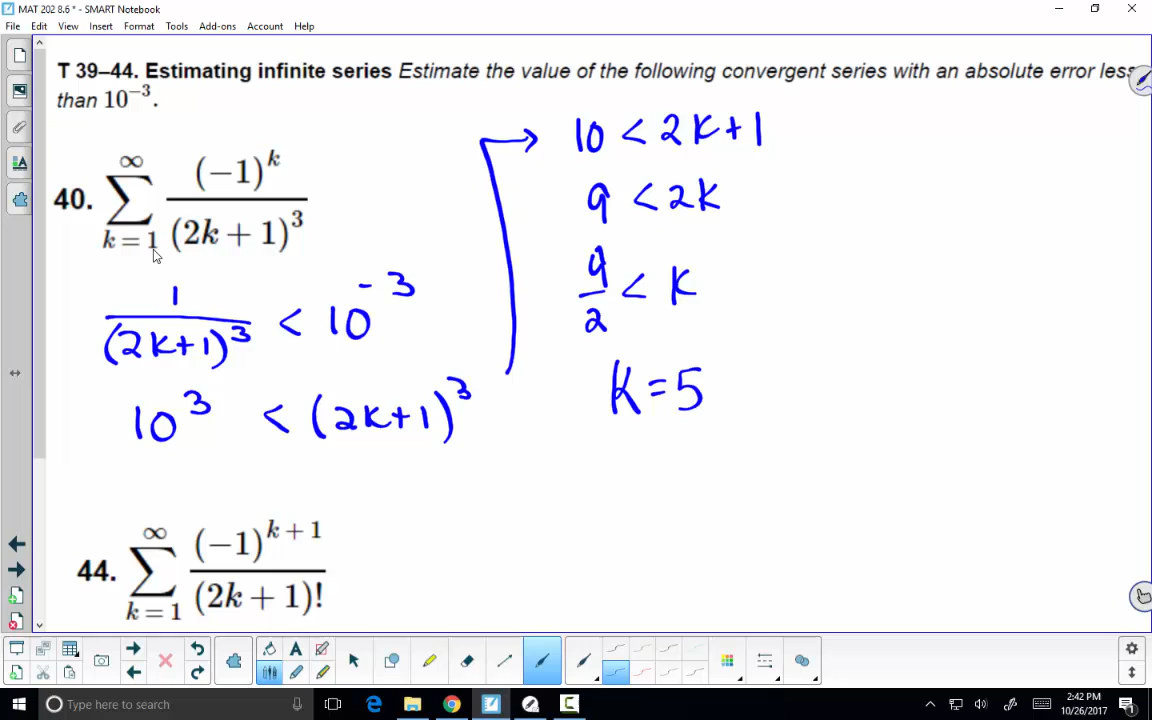 MAT 202 8.6 * - SMART Notebook
File Edit View Insert Format Tools Add-ons Account Help
T 39–44. Estimating infinite series Estimate the value of the following convergent series with an absolute error less
than 10⁻³.
40. ∑_{k=1}^{∞} (−1)^k / (2k + 1)^3
1/(2k+1)^3 < 10^-3
10^3 < (2k+1)^3
10 < 2k+1
9 < 2k
9/2 < k
K=5
44. ∑_{k=1}^{∞} (−1)^{k+1} / (2k + 1)!
Type here to search
2:42 PM
10/26/2017